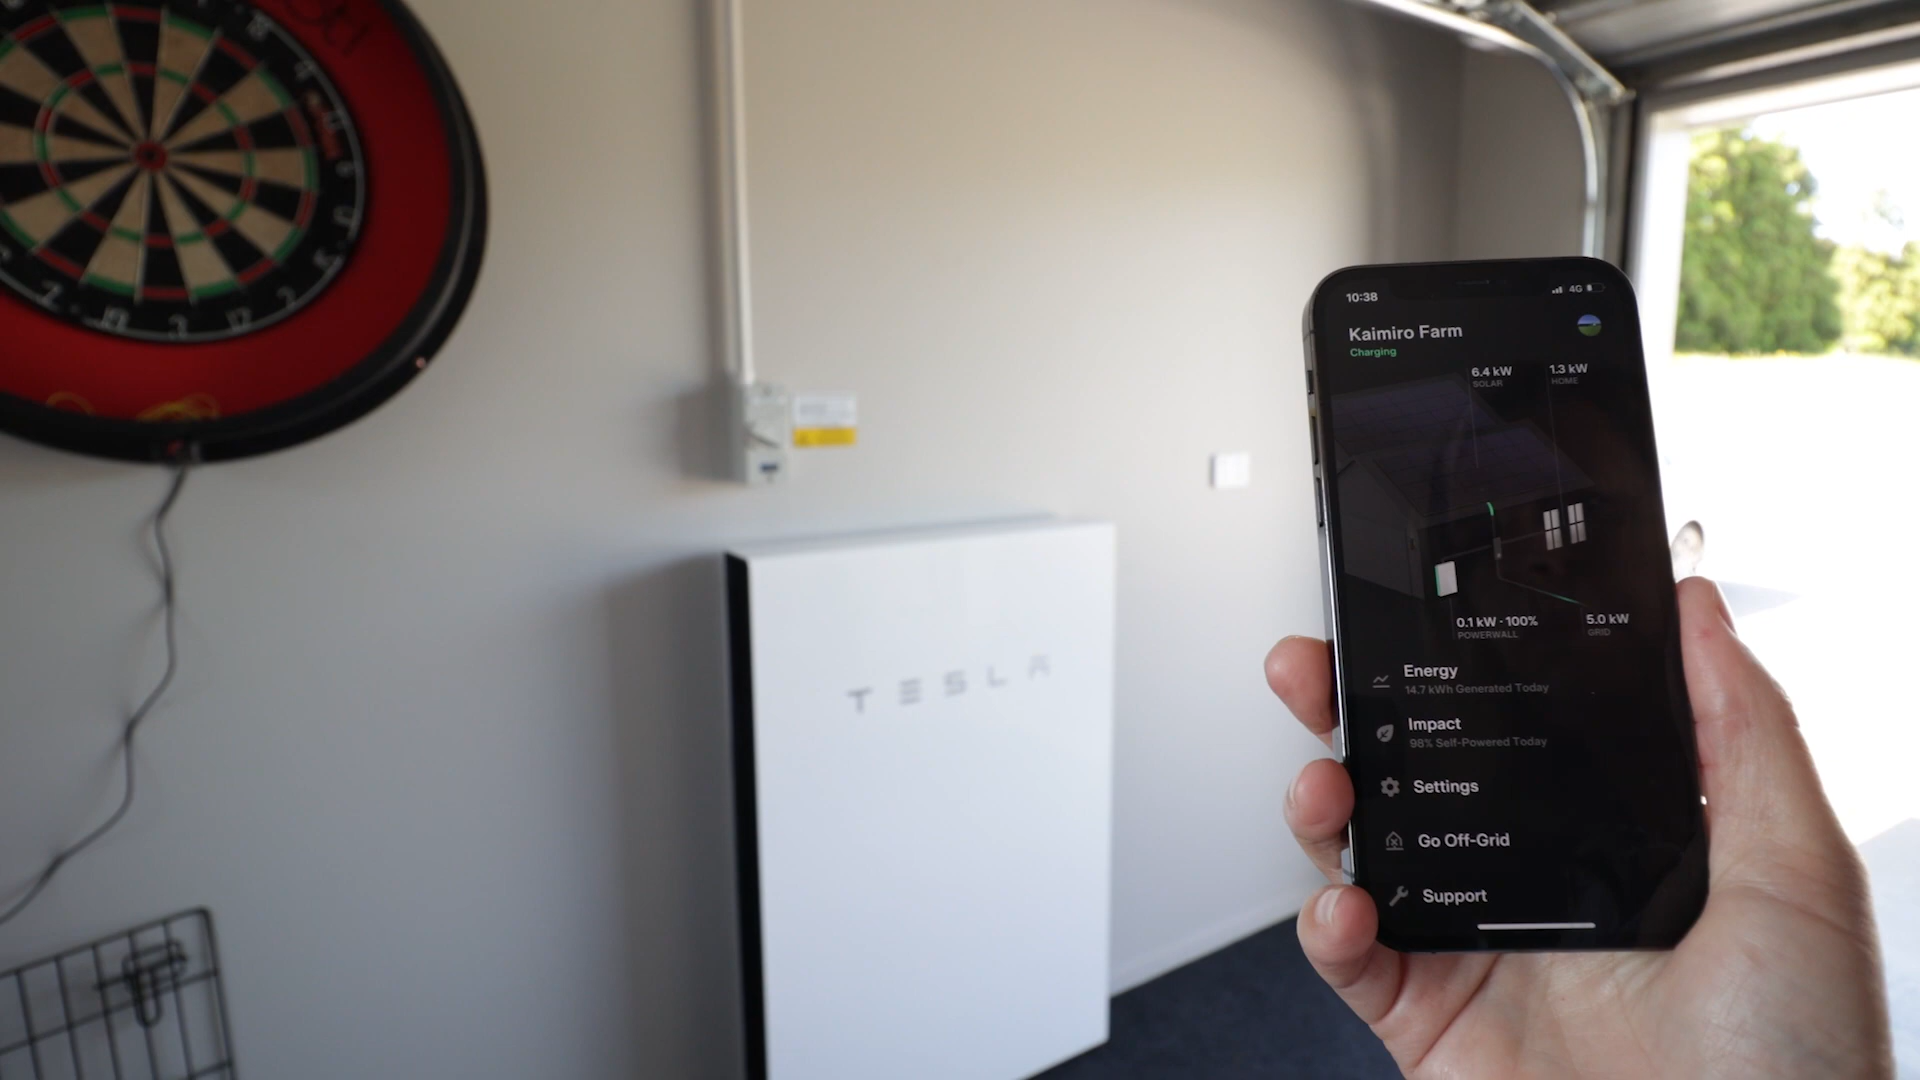 TESLA
10:38
4G
Kaimiro Farm
Charging
6.4 kW
SOLAR
1.3 kW
HOME
0.1 kW · 100%
POWERWALL
5.0 kW
GRID
Energy
14.7 kWh Generated Today
Impact
98% Self-Powered Today
Settings
Go Off-Grid
Support